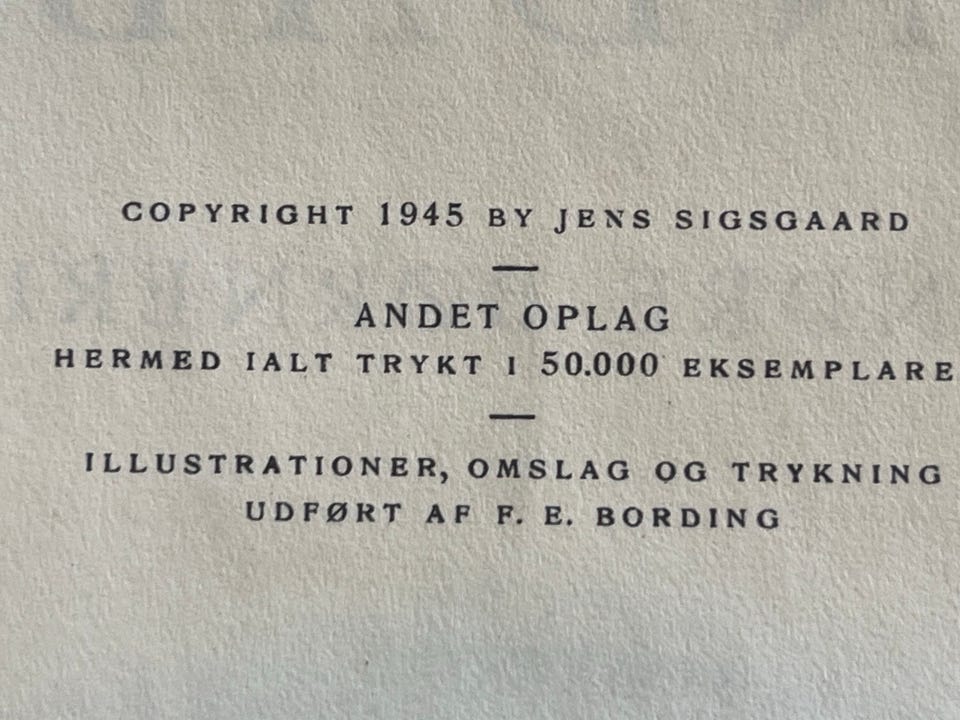 COPYRIGHT 1945 BY JENS SIGSGAARD
ANDET OPLAG
HERMED IALT TRYKT I 50.000 EKSEMPLARE
ILLUSTRATIONER, OMSLAG OG TRYKNING
UDFØRT AF F. E. BORDING